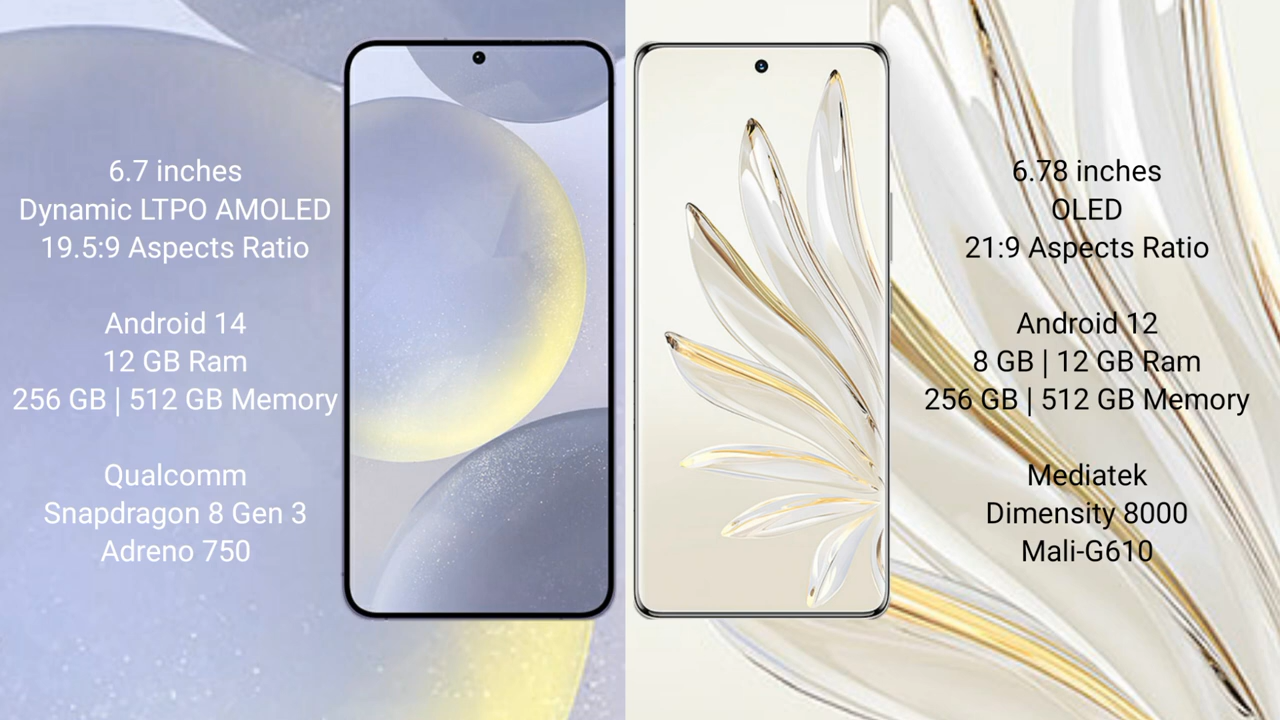 6.7 inches
Dynamic LTPO AMOLED
19.5:9 Aspects Ratio
Android 14
12 GB Ram
256 GB | 512 GB Memory
Qualcomm
Snapdragon 8 Gen 3
Adreno 750
6.78 inches
OLED
21:9 Aspects Ratio
Android 12
8 GB | 12 GB Ram
256 GB | 512 GB Memory
Mediatek
Dimensity 8000
Mali-G610